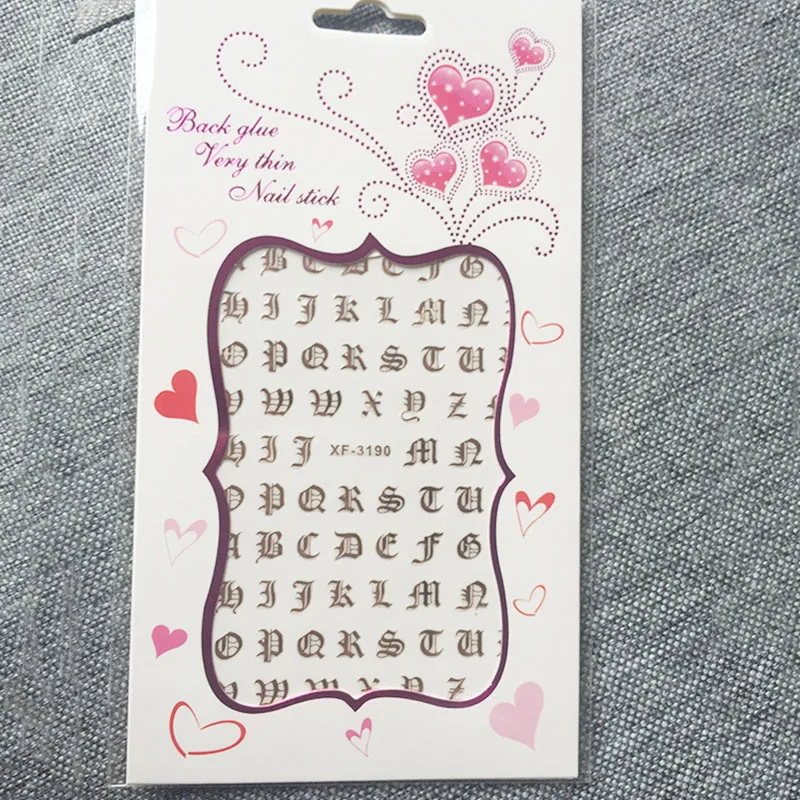 Back glue
Very thin
Nail stick
A B C D E F G
H I J K L M N
O P Q R S T U
V W W X Y Z
H I J XF-3190 M N
O P Q R S T U
A B C D E F G
H I J K L M N
O P Q R S T U
V W W X Y Z